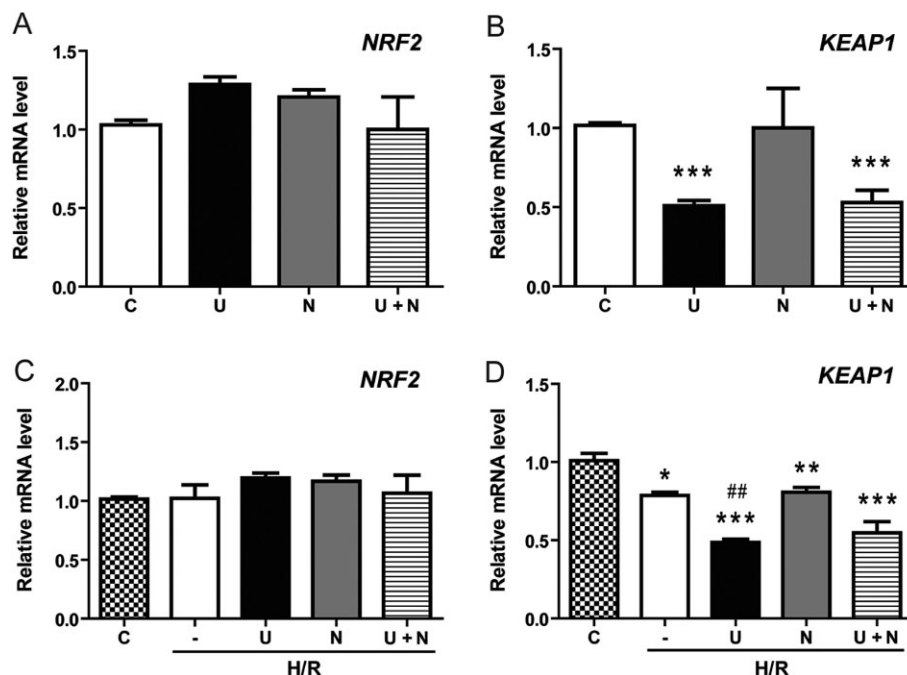 A
NRF2
Relative mRNA level
1.5
1.0
0.5
0.0
C U N U + N
B
KEAP1
Relative mRNA level
1.5
1.0
0.5
0.0
***
***
C U N U + N
C
NRF2
Relative mRNA level
2.0
1.5
1.0
0.5
0.0
C - U N U + N
H/R
D
KEAP1
Relative mRNA level
1.5
1.0
0.5
0.0
*
##
***
**
***
C - U N U + N
H/R